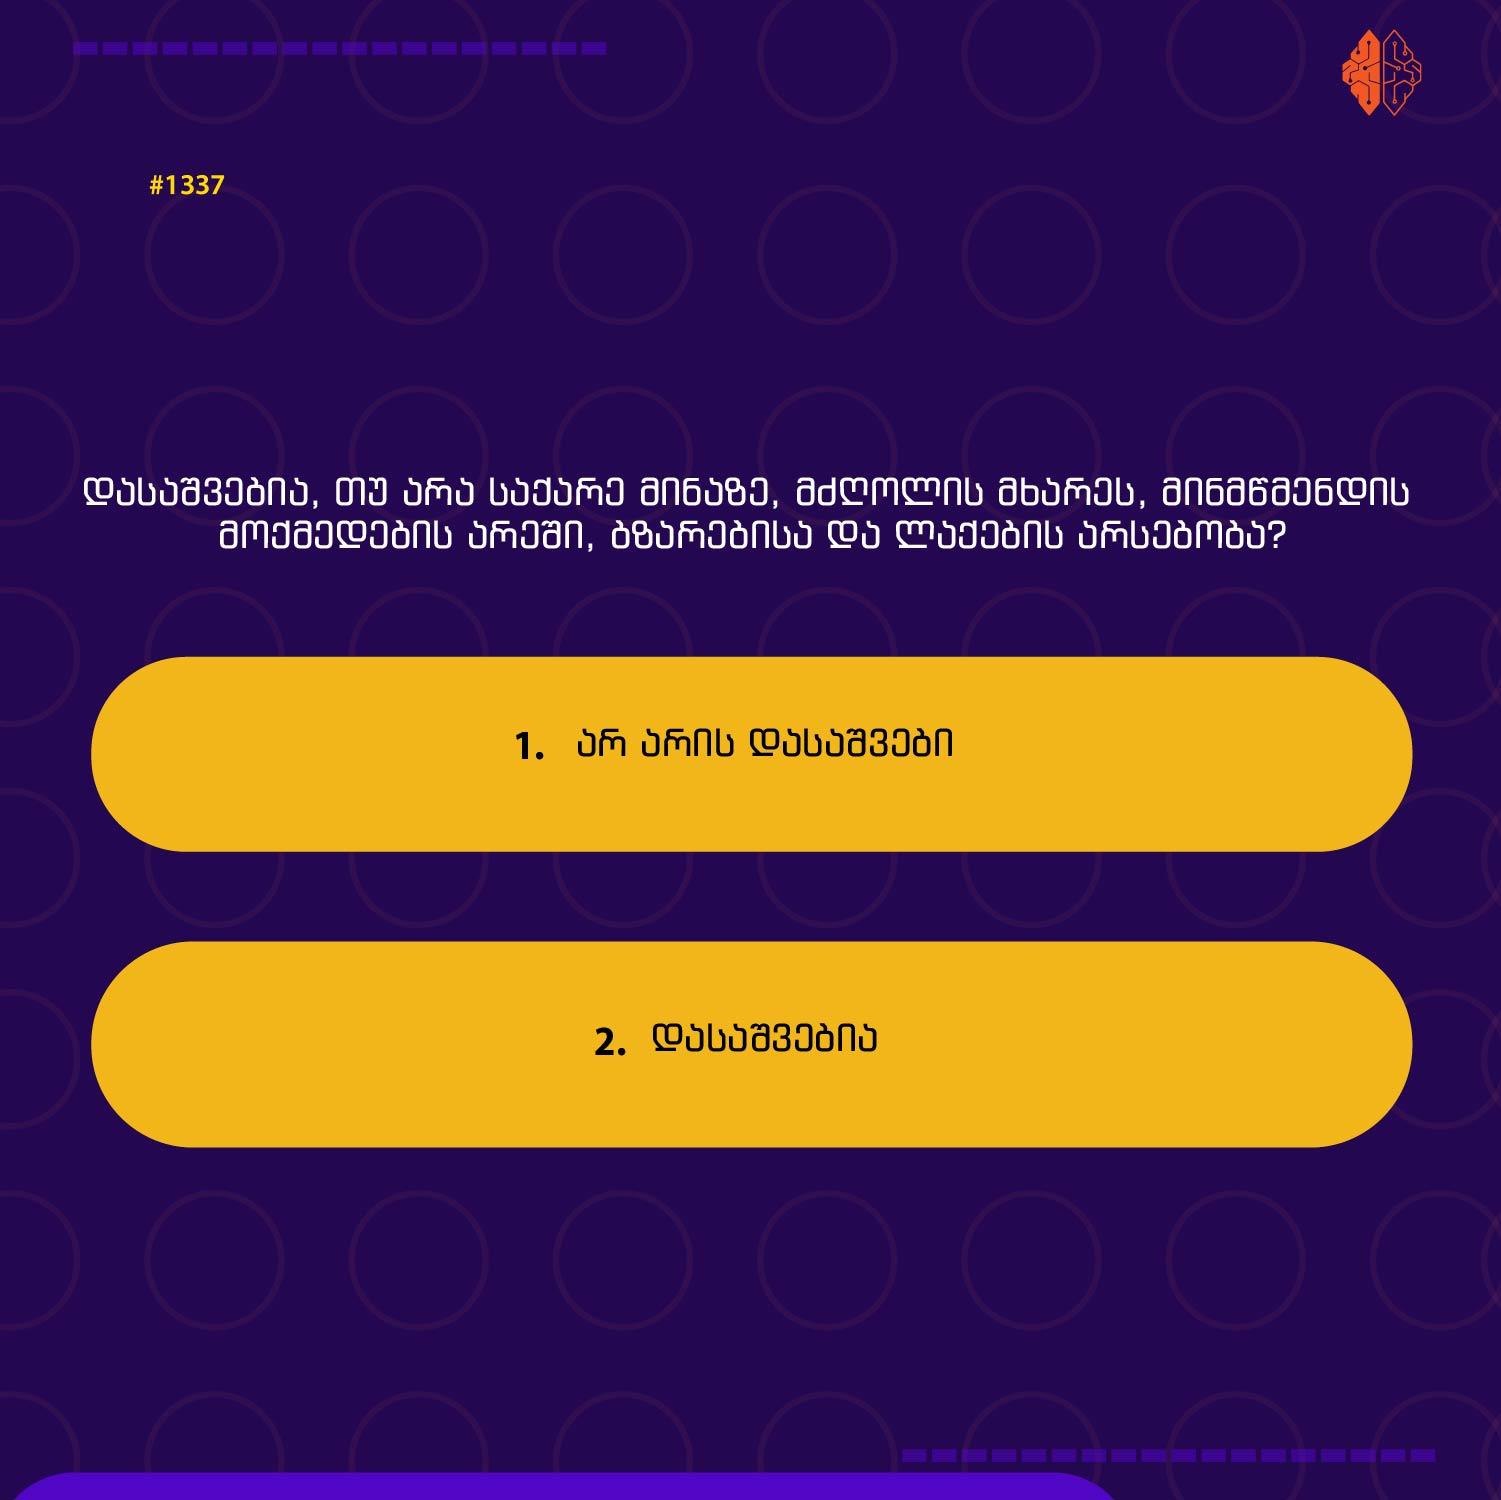 #1337
დასაშვებია, თუ არა საქარე მინაზე, მძღოლის მხარეს, მინმწმენდის
მოქმედების არეში, ბზარებისა და ლაქების არსებობა?
1. არ არის დასაშვები
2. დასაშვებია